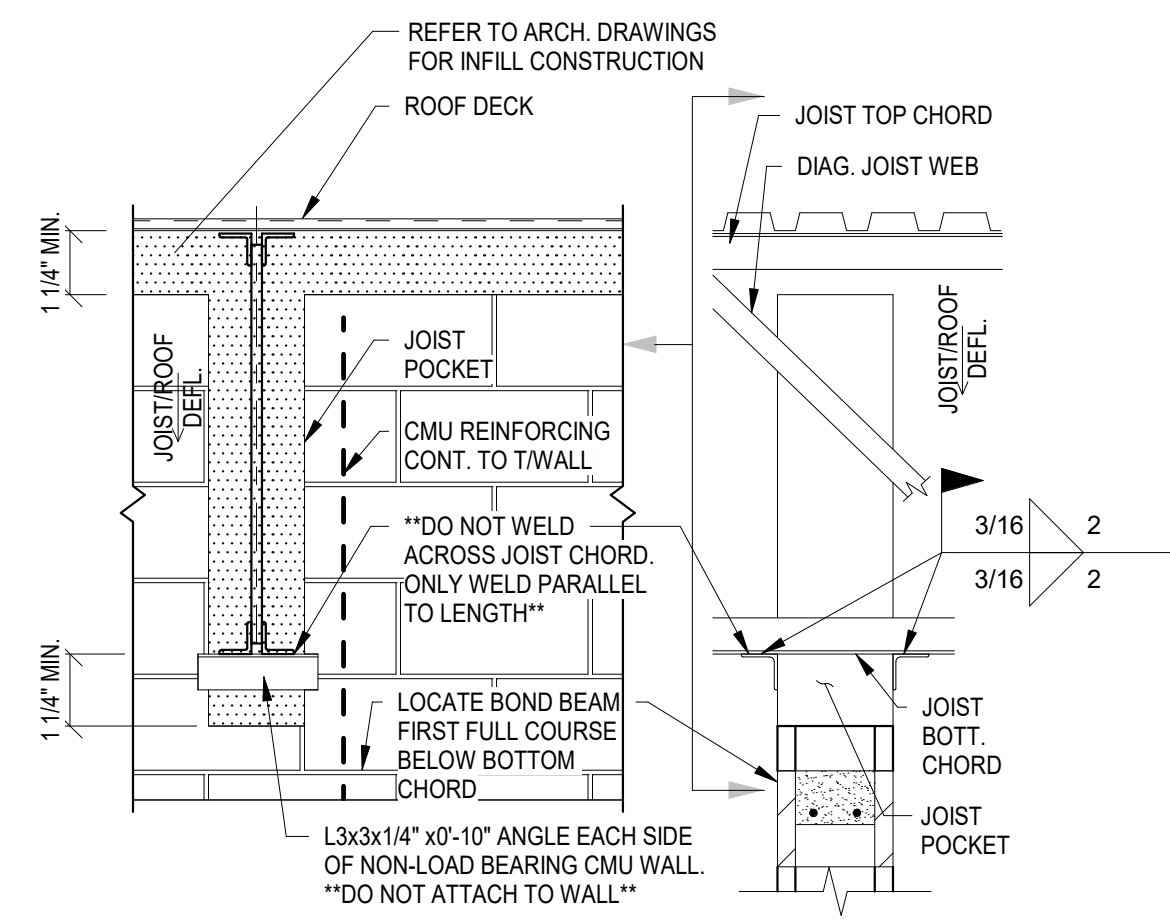 REFER TO ARCH. DRAWINGS
FOR INFILL CONSTRUCTION
ROOF DECK
JOIST TOP CHORD
DIAG. JOIST WEB
1 1/4" MIN.
JOIST/ROOF
DEFL.
JOIST
POCKET
CMU REINFORCING
CONT. TO T/WALL
JOIST/ROOF
DEFL.
**DO NOT WELD
ACROSS JOIST CHORD.
ONLY WELD PARALLEL
TO LENGTH**
3/16
2
3/16
2
1 1/4" MIN.
LOCATE BOND BEAM
FIRST FULL COURSE
BELOW BOTTOM
CHORD
JOIST
BOTT.
CHORD
JOIST
POCKET
L3x3x1/4" x0'-10" ANGLE EACH SIDE
OF NON-LOAD BEARING CMU WALL.
**DO NOT ATTACH TO WALL**